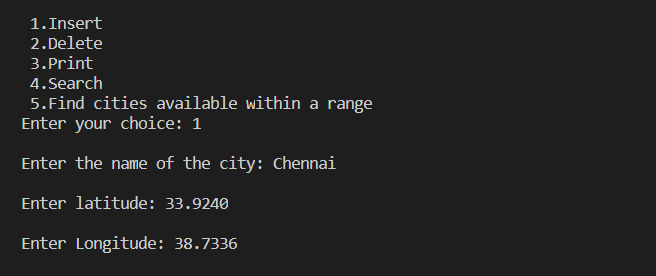 1.Insert
2.Delete
3.Print
4.Search
5.Find cities available within a range
Enter your choice: 1
Enter the name of the city: Chennai
Enter latitude: 33.9240
Enter Longitude: 38.7336